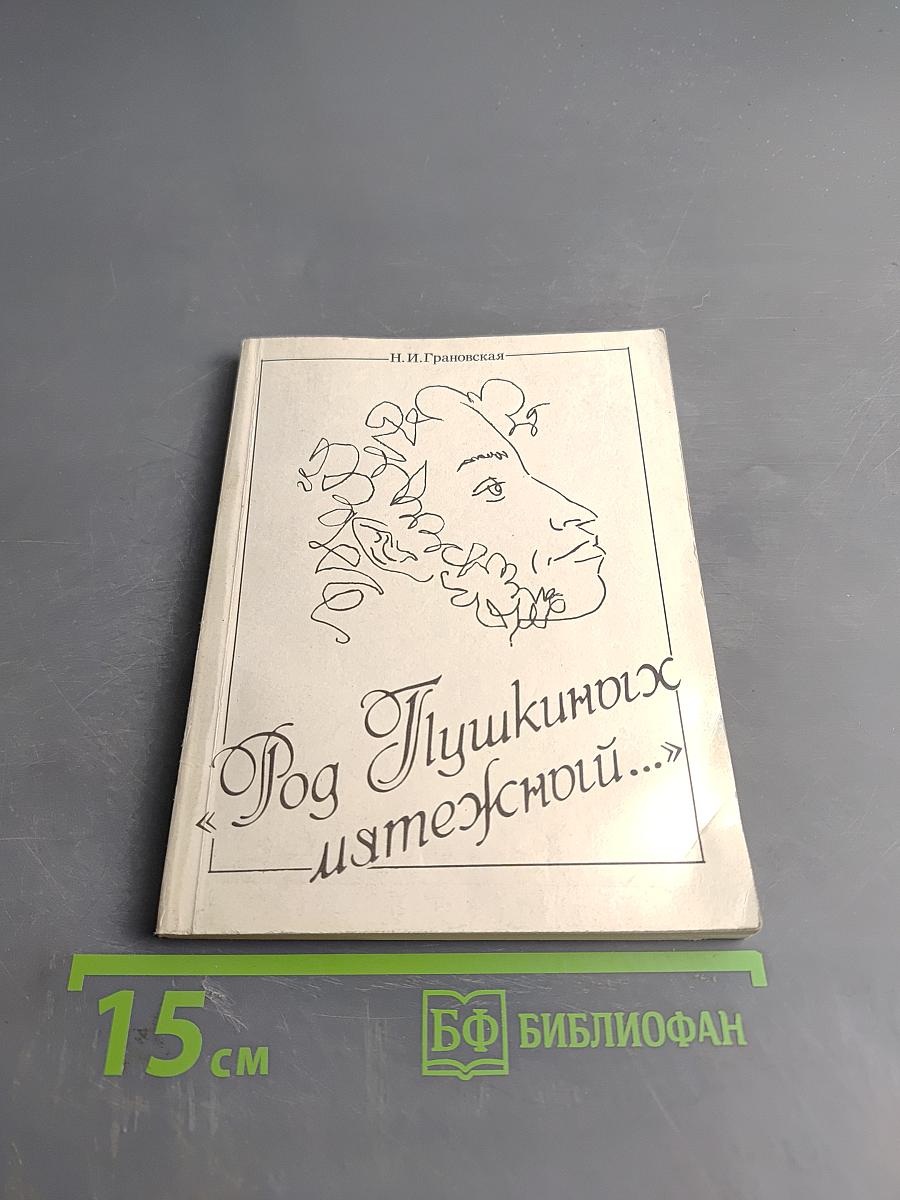 Н. И. Грановская
«Род Пушкиных
мятежный...»
15 см
БФ БИБЛИОФАН